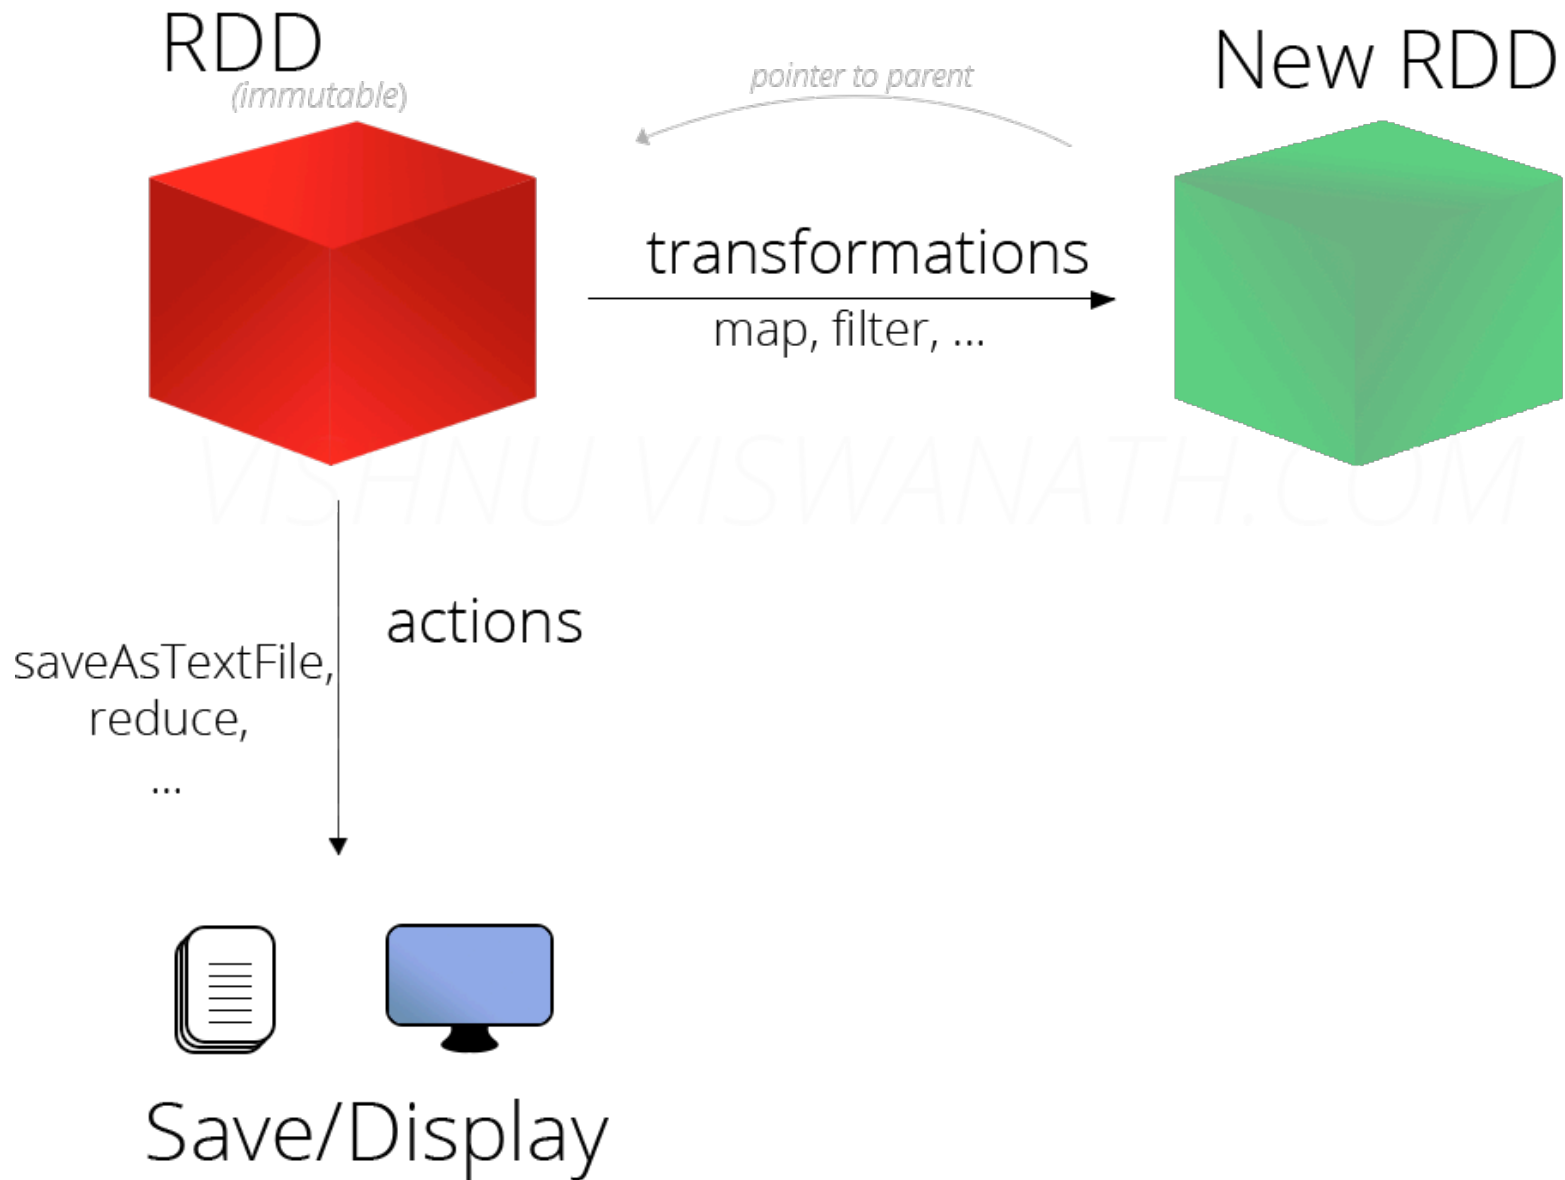 RDD
(immutable)
pointer to parent
New RDD
transformations
map, filter, ...
VISHNU VISWANATH.COM
actions
saveAsTextFile,
reduce,
...
Save/Display